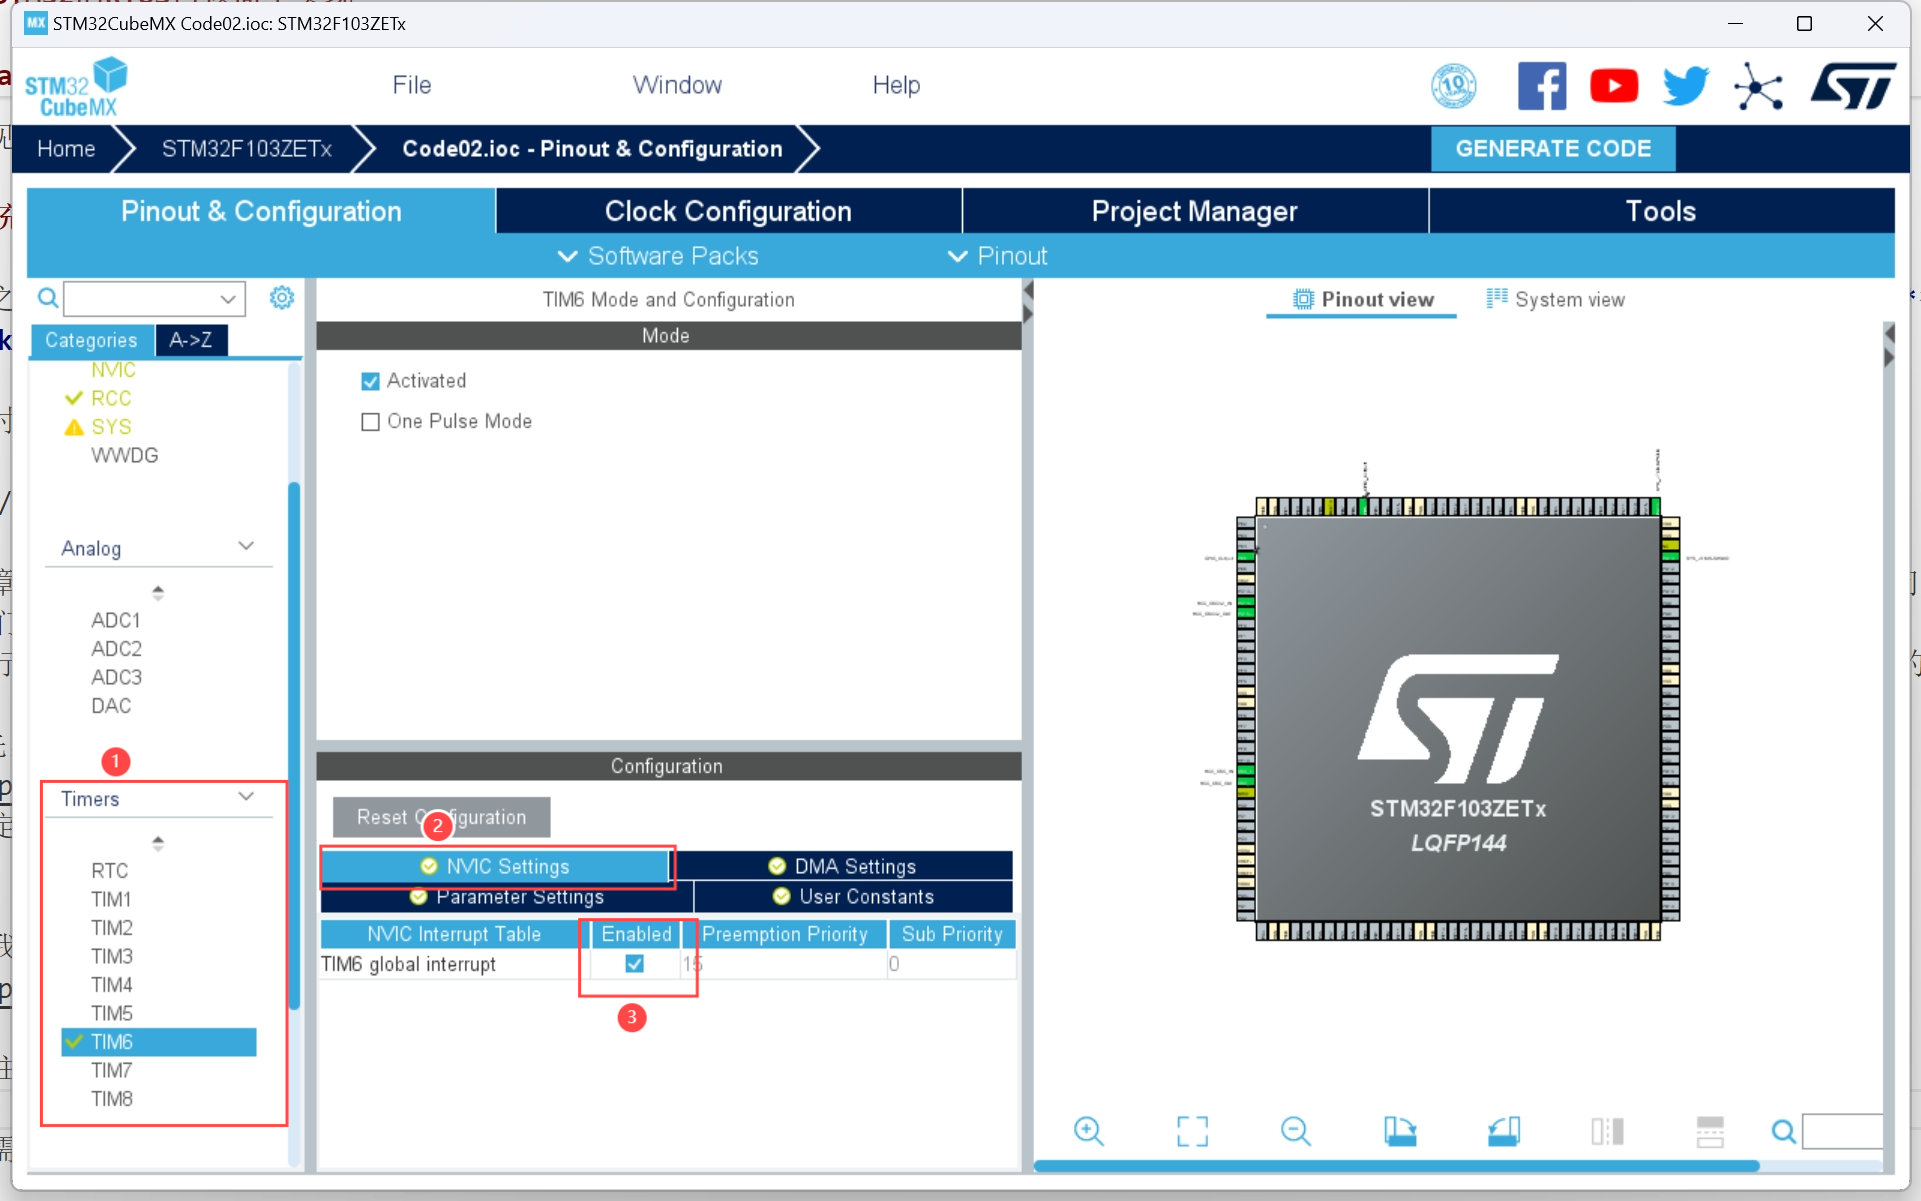 MX STM32CubeMX Code02.ioc: STM32F103ZETx
STM32
CubeMX
File
Window
Help
10
Home
STM32F103ZETx
Code02.ioc - Pinout & Configuration
GENERATE CODE
Pinout & Configuration
Clock Configuration
Project Manager
Tools
Software Packs
Pinout
Categories
A->Z
TIM6 Mode and Configuration
Mode
Activated
One Pulse Mode
Pinout view
System view
NVIC
RCC
SYS
WWDG
Analog
ADC1
ADC2
ADC3
DAC
1
Timers
RTC
TIM1
TIM2
TIM3
TIM4
TIM5
TIM6
TIM7
TIM8
Configuration
Reset Configuration
2
NVIC Settings
DMA Settings
Parameter Settings
User Constants
NVIC Interrupt Table
Enabled
Preemption Priority
Sub Priority
TIM6 global interrupt
15
0
3
ST
STM32F103ZETx
LQFP144